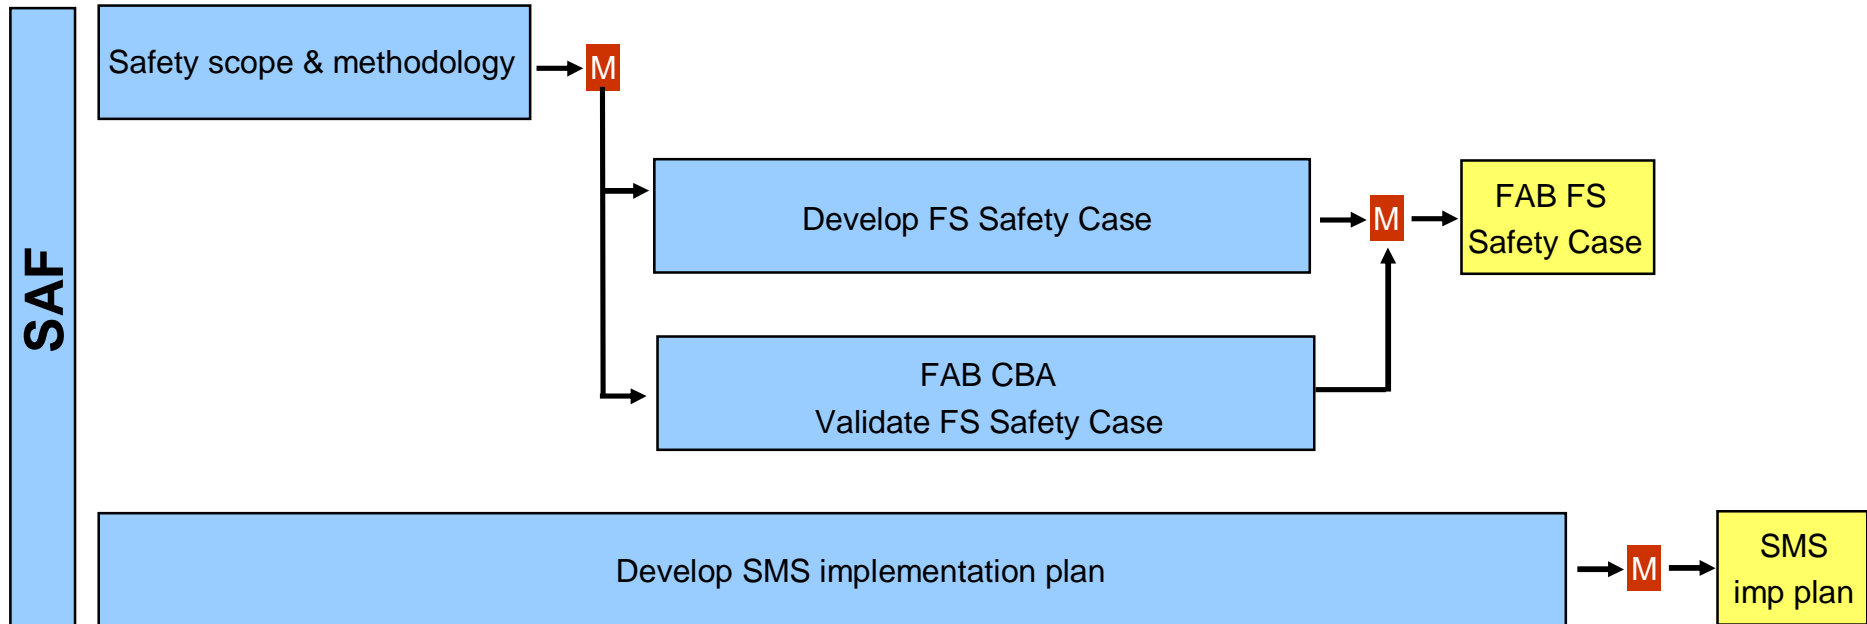 SAF
Safety scope & methodology
M
Develop FS Safety Case
M
FAB FS
Safety Case
FAB CBA
Validate FS Safety Case
Develop SMS implementation plan
M
SMS
imp plan